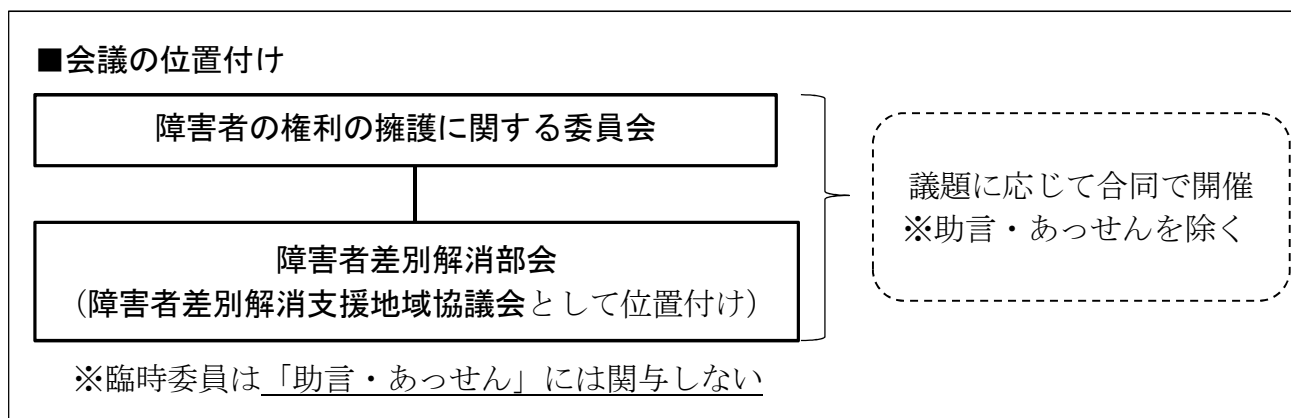 ■会議の位置付け
障害者の権利の擁護に関する委員会
障害者差別解消部会
（障害者差別解消支援地域協議会として位置付け）
議題に応じて合同で開催
※助言・あっせんを除く
※臨時委員は「助言・あっせん」には関与しない